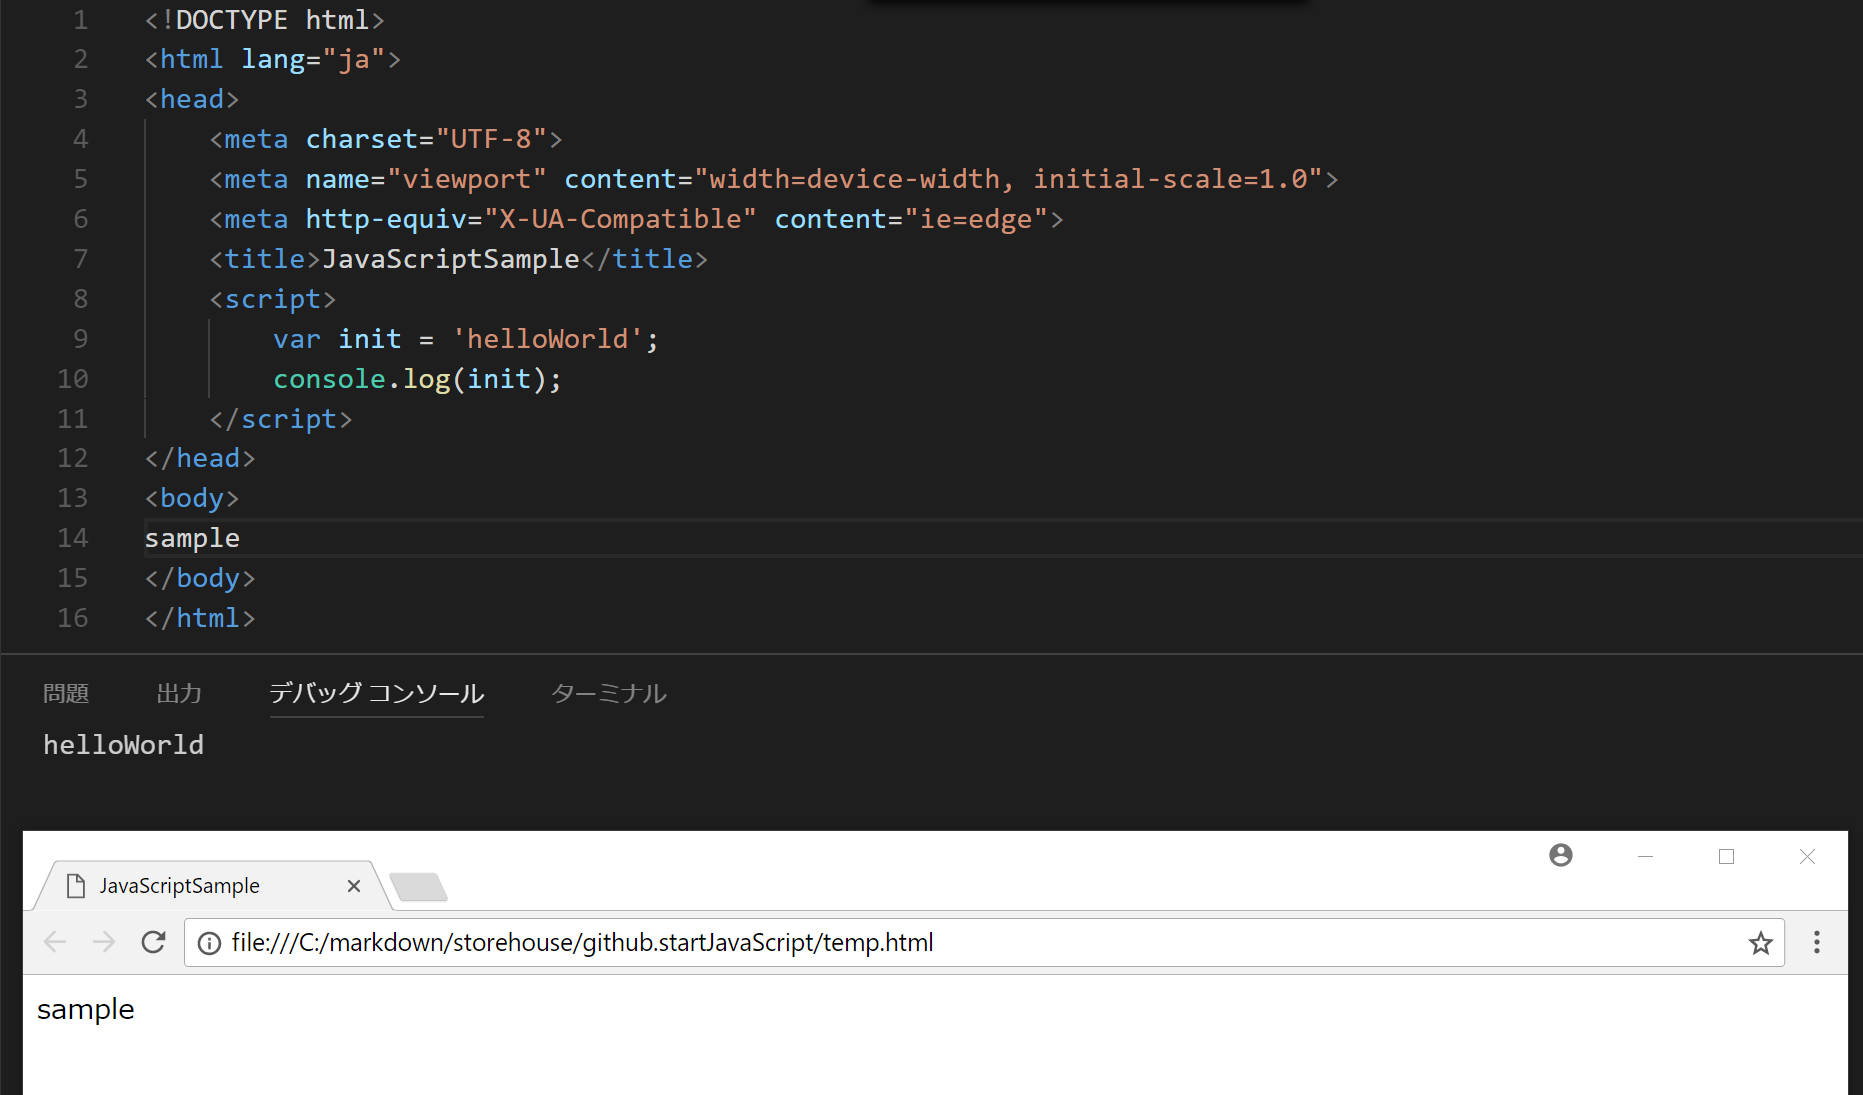 1 <!DOCTYPE html>
2 <html lang="ja">
3 <head>
4 <meta charset="UTF-8">
5 <meta name="viewport" content="width=device-width, initial-scale=1.0">
6 <meta http-equiv="X-UA-Compatible" content="ie=edge">
7 <title>JavaScriptSample</title>
8 <script>
9 var init = 'helloWorld';
10 console.log(init);
11 </script>
12 </head>
13 <body>
14 sample
15 </body>
16 </html>
問題 出力 デバッグ コンソール ターミナル
helloWorld
JavaScriptSample
file:///C:/markdown/storehouse/github.startJavaScript/temp.html
sample